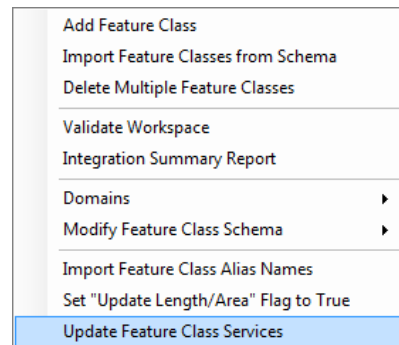 Add Feature Class
Import Feature Classes from Schema
Delete Multiple Feature Classes
Validate Workspace
Integration Summary Report
Domains
Modify Feature Class Schema
Import Feature Class Alias Names
Set "Update Length/Area" Flag to True
Update Feature Class Services